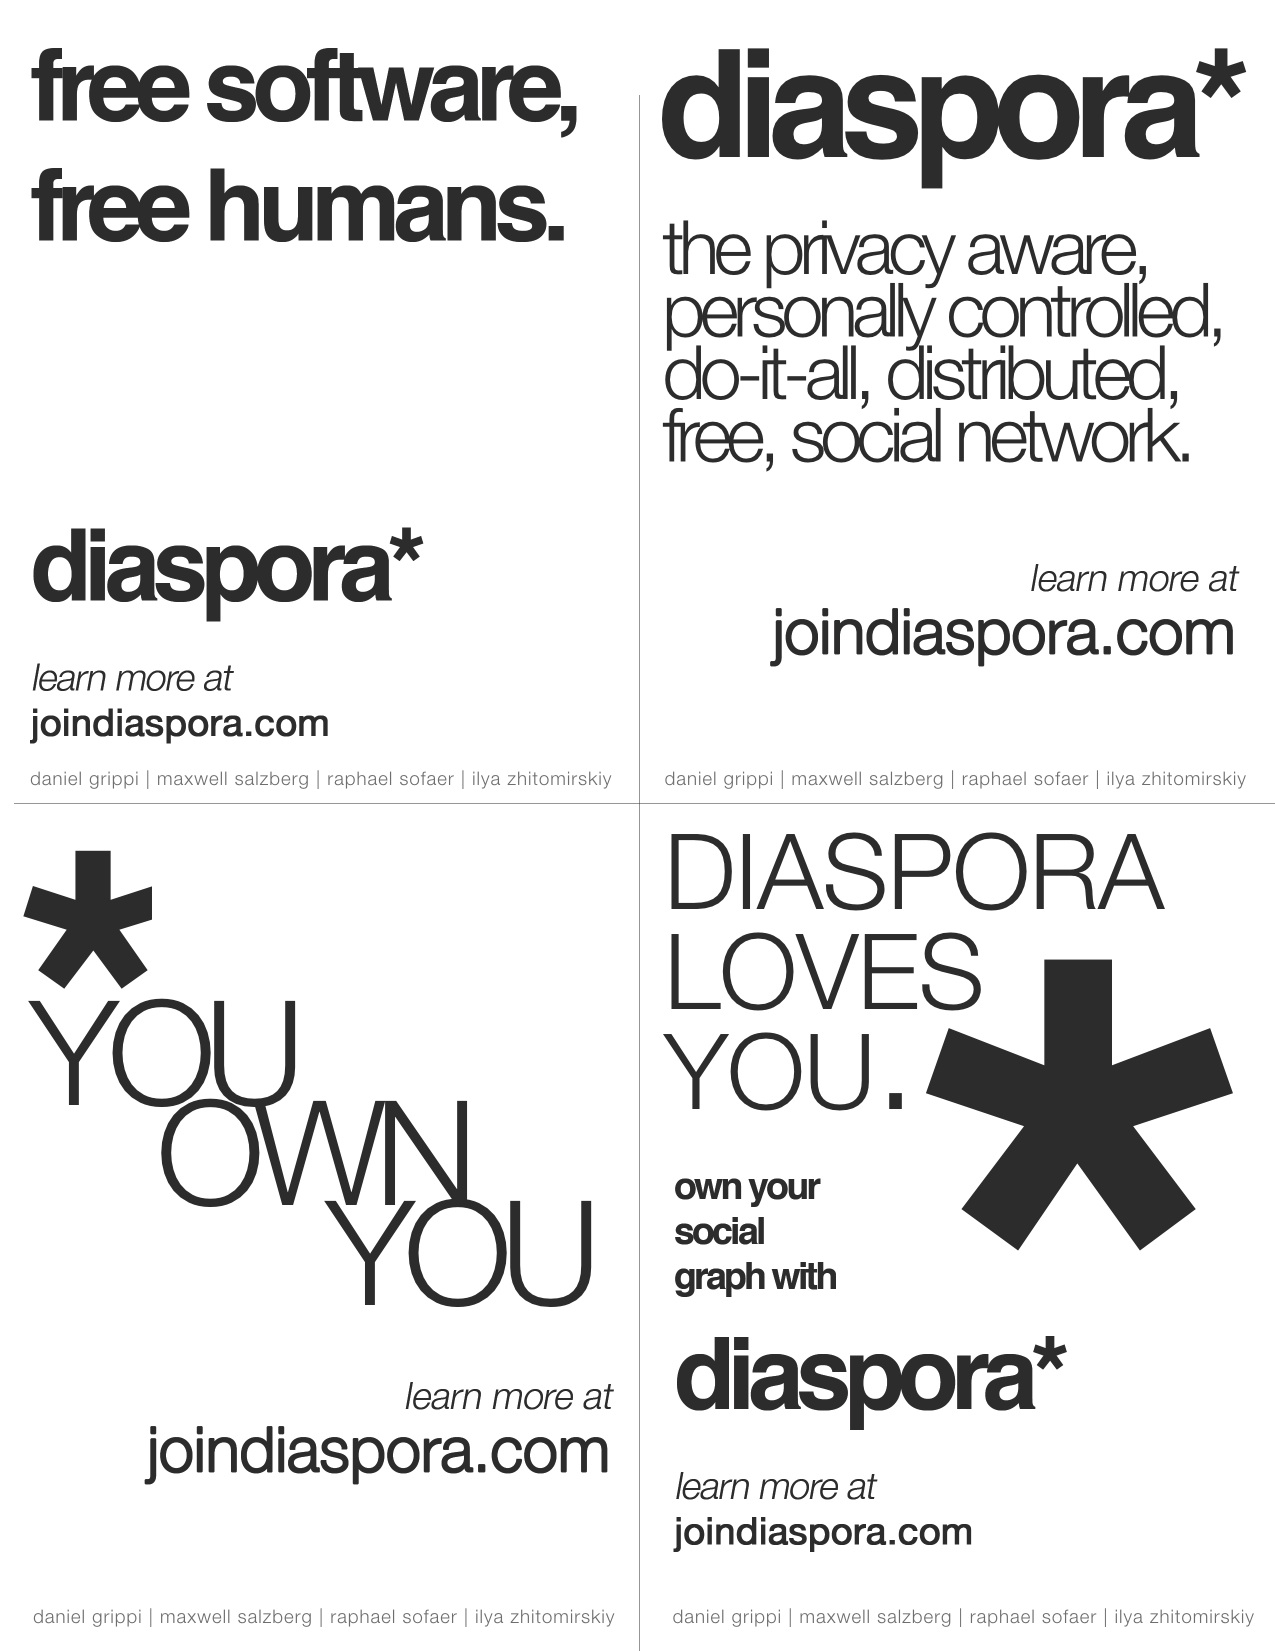 free software,
free humans.
diaspora*
learn more at
joindiaspora.com
daniel grippi | maxwell salzberg | raphael sofaer | ilya zhitomirskiy
diaspora*
the privacy aware,
personally controlled,
do-it-all, distributed,
free, social network.
learn more at
joindiaspora.com
daniel grippi | maxwell salzberg | raphael sofaer | ilya zhitomirskiy
*
YOU
OWN
YOU
learn more at
joindiaspora.com
daniel grippi | maxwell salzberg | raphael sofaer | ilya zhitomirskiy
DIASPORA
LOVES
YOU.*
own your
social
graph with
diaspora*
learn more at
joindiaspora.com
daniel grippi | maxwell salzberg | raphael sofaer | ilya zhitomirskiy